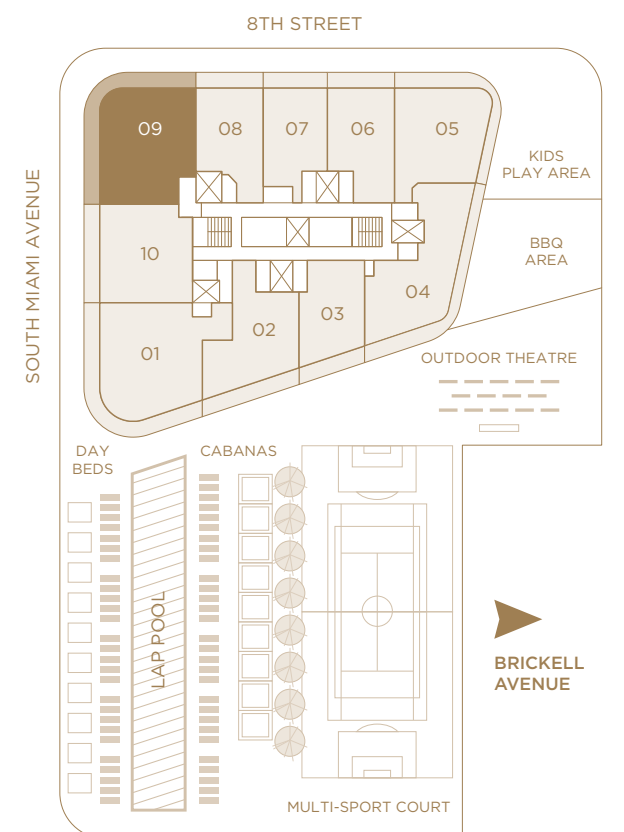 8TH STREET
SOUTH MIAMI AVENUE
09
08
07
06
05
10
01
02
03
04
KIDS
PLAY AREA
BBQ
AREA
OUTDOOR THEATRE
DAY
BEDS
CABANAS
LAP POOL
BRICKELL
AVENUE
MULTI-SPORT COURT